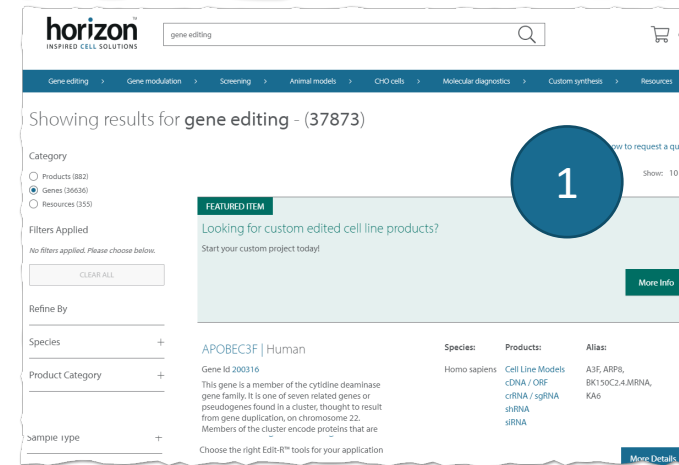 horizon™
INSPIRED CELL SOLUTIONS
gene editing
Gene editing > Gene modulation > Screening > Animal models > CHO cells > Molecular diagnostics > Custom synthesis > Resources
Showing results for gene editing - (37873)
to request a
1
Show: 10
Category
Products (882)
Genes (36636)
Resources (355)
Filters Applied
No filters applied. Please choose below.
CLEAR ALL
Refine By
Species +
Product Category +
Sample Type +
FEATURED ITEM
Looking for custom edited cell line products?
Start your custom project today!
More Info
APOBEC3F | Human
Gene Id 200316
This gene is a member of the cytidine deaminase
gene family. It is one of seven related genes or
pseudogenes found in a cluster, thought to result
from gene duplication, on chromosome 22.
Members of the cluster encode proteins that are
Choose the right Edit-R™ tools for your application
Species:
Homo sapiens
Products:
Cell Line Models
cDNA / ORF
crRNA / sgRNA
shRNA
siRNA
Alias:
A3F, ARP8,
BK150C2.4.MRNA,
KA6
More Details